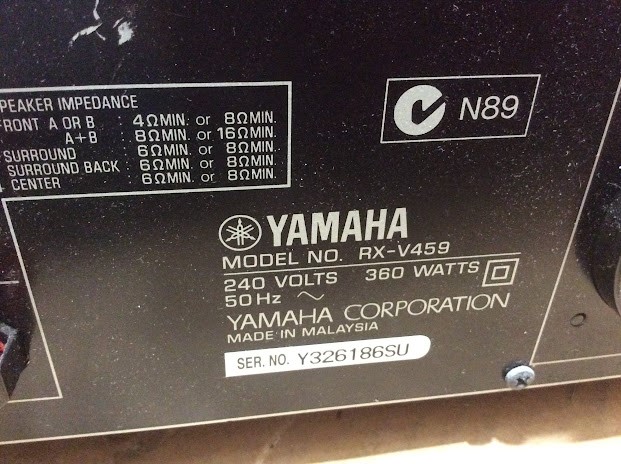 PEAKER IMPEDANCE
FRONT A OR B : 4ΩMIN. or 8ΩMIN.
A+B : 8ΩMIN. or 16ΩMIN.
SURROUND : 6ΩMIN. or 8ΩMIN.
SURROUND BACK : 6ΩMIN. or 8ΩMIN.
CENTER : 6ΩMIN. or 8ΩMIN.
N89
YAMAHA
MODEL NO. RX-V459
240 VOLTS 360 WATTS
50Hz ~
YAMAHA CORPORATION
MADE IN MALAYSIA
SER. NO. Y326186SU